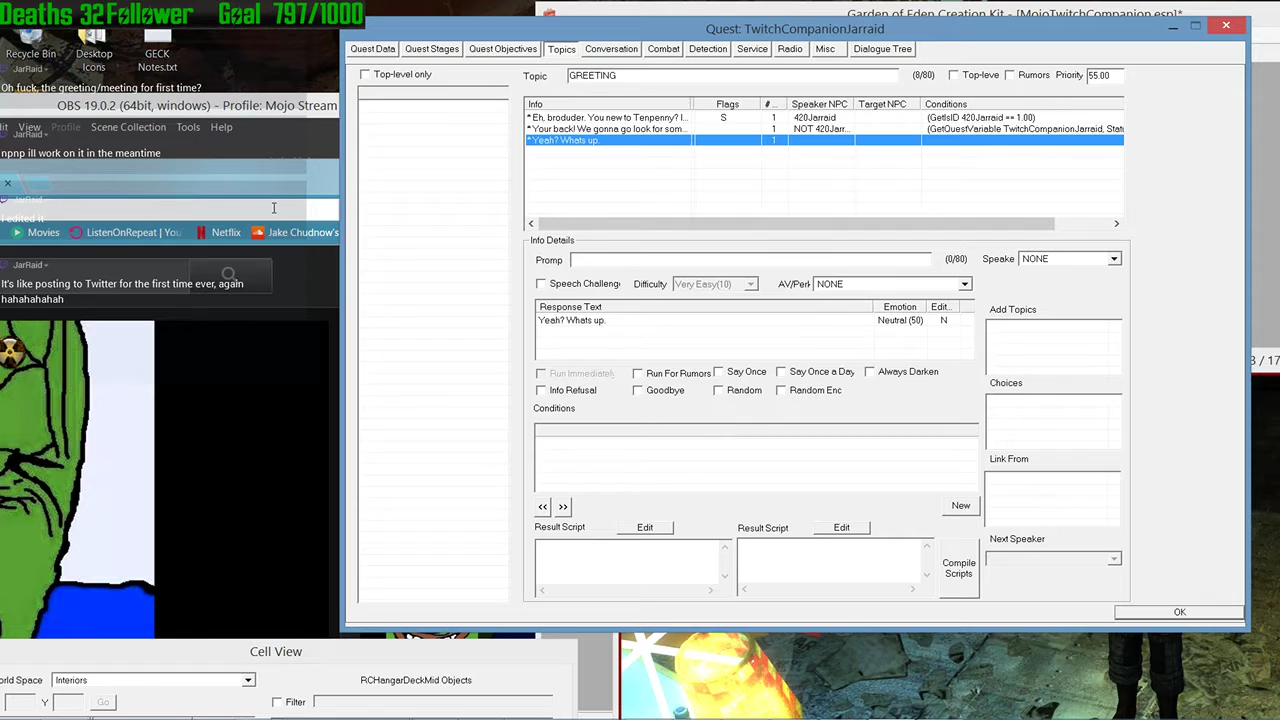 Deaths 32Follower Goal 797/1000
Garden of Eden Creation Kit - [MojoTwitchCompanion.esp]*
Quest: TwitchCompanionJarraid
Recycle Bin
Desktop Icons
GECK Notes.txt
JarRaid
Oh fuck, the greeting/meeting for first time?
OBS 19.0.2 (64bit, windows) - Profile: Mojo Stream
dit View Profile Scene Collection Tools Help
JarRaid
npnp ill work on it in the meantime
JarRaid
I edited it
Movies ListenOnRepeat | You Netflix Jake Chudnow's
JarRaid
It's like posting to Twitter for the first time ever, again
hahahahahah
Quest Data Quest Stages Quest Objectives Topics Conversation Combat Detection Service Radio Misc Dialogue Tree
Top-level only
Topic GREETING (8/80) Top-leve Rumors Priority 55.00
Info Flags #.. Speaker NPC Target NPC Conditions
*Eh, broduder. You new to Tenpenny? I... S 1 420Jarraid (GetIsID 420Jarraid == 1.00)
*Your back! We gonna go look for som... 1 NOT 420Jarr... (GetQuestVariable TwitchCompanionJarraid, Statu
*Yeah? Whats up. 1
Info Details
Promp (0/80) Speake NONE
Speech Challeng Difficulty Very Easy(10) AV/Perk NONE
Response Text Emotion Edit...
Yeah? Whats up. Neutral (50) N
Add Topics
Run Immediately Run For Rumors Say Once Say Once a Day Always Darken
Info Refusal Goodbye Random Random Enc
Choices
Conditions
Link From
<< >> New
Result Script Edit Result Script Edit
Next Speaker
Compile Scripts
OK
Cell View
orld Space Interiors RCHangarDeckMid Objects
Y Go Filter